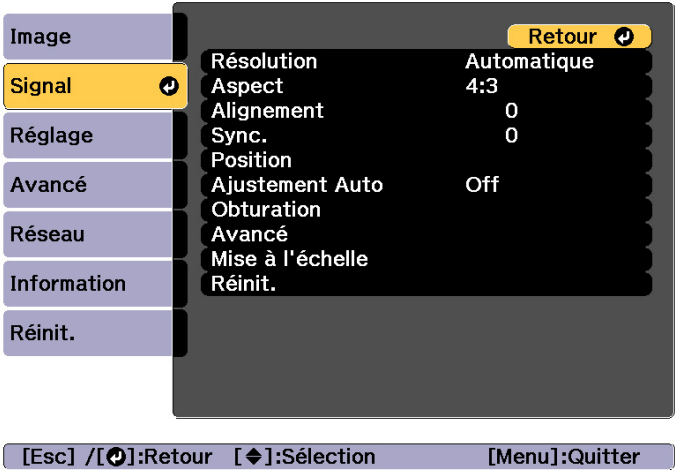 Image
Signal
Réglage
Avancé
Réseau
Information
Réinit.
Retour
Résolution Automatique
Aspect 4:3
Alignement 0
Sync. 0
Position
Ajustement Auto Off
Obturation
Avancé
Mise à l'échelle
Réinit.
[Esc] /[⏎]:Retour [◆]:Sélection [Menu]:Quitter